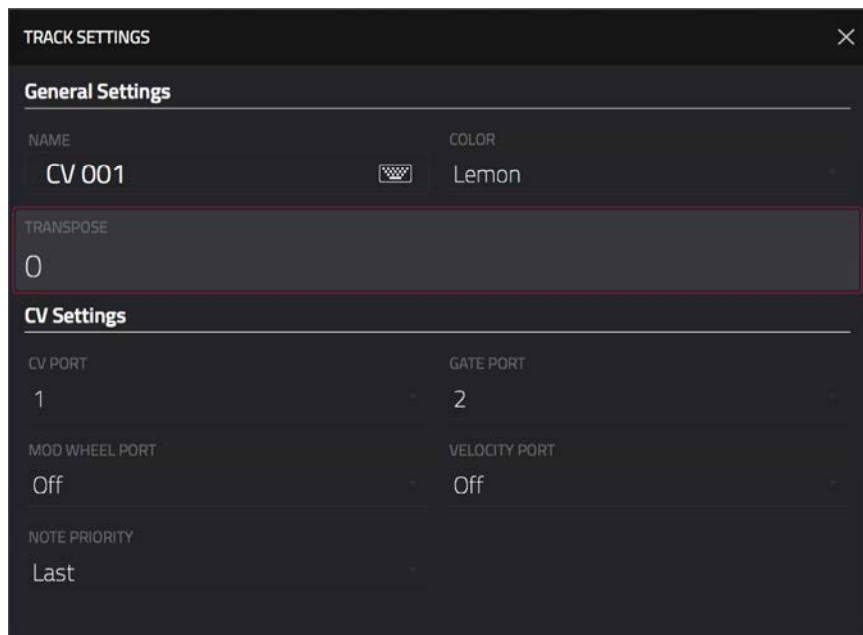 TRACK SETTINGS
General Settings
NAME
COLOR
CV 001
Lemon
TRANSPOSE
0
CV Settings
CV PORT
GATE PORT
1
2
MOD WHEEL PORT
VELOCITY PORT
Off
Off
NOTE PRIORITY
Last